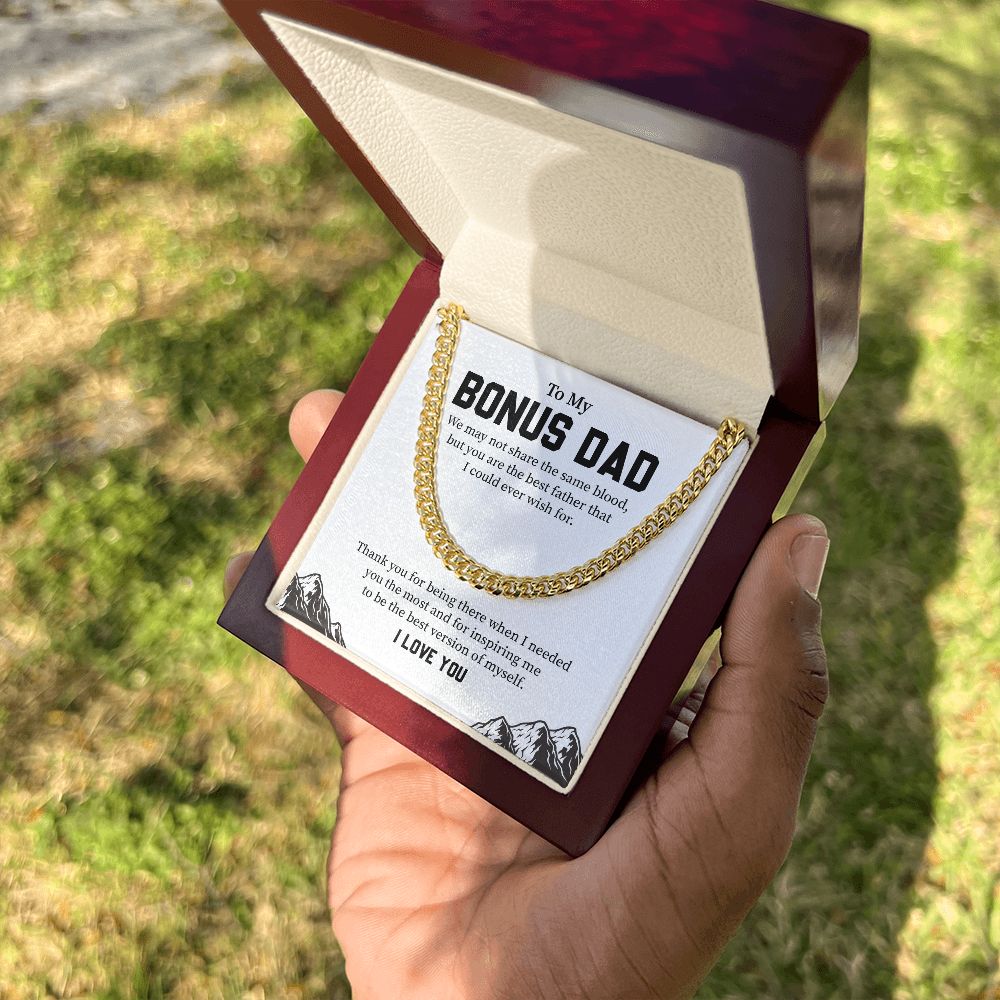 To My
BONUS DAD
We may not share the same blood,
but you are the best father that
I could ever wish for.
Thank you for being there when I needed
you the most and for inspiring me
to be the best version of myself.
I LOVE YOU